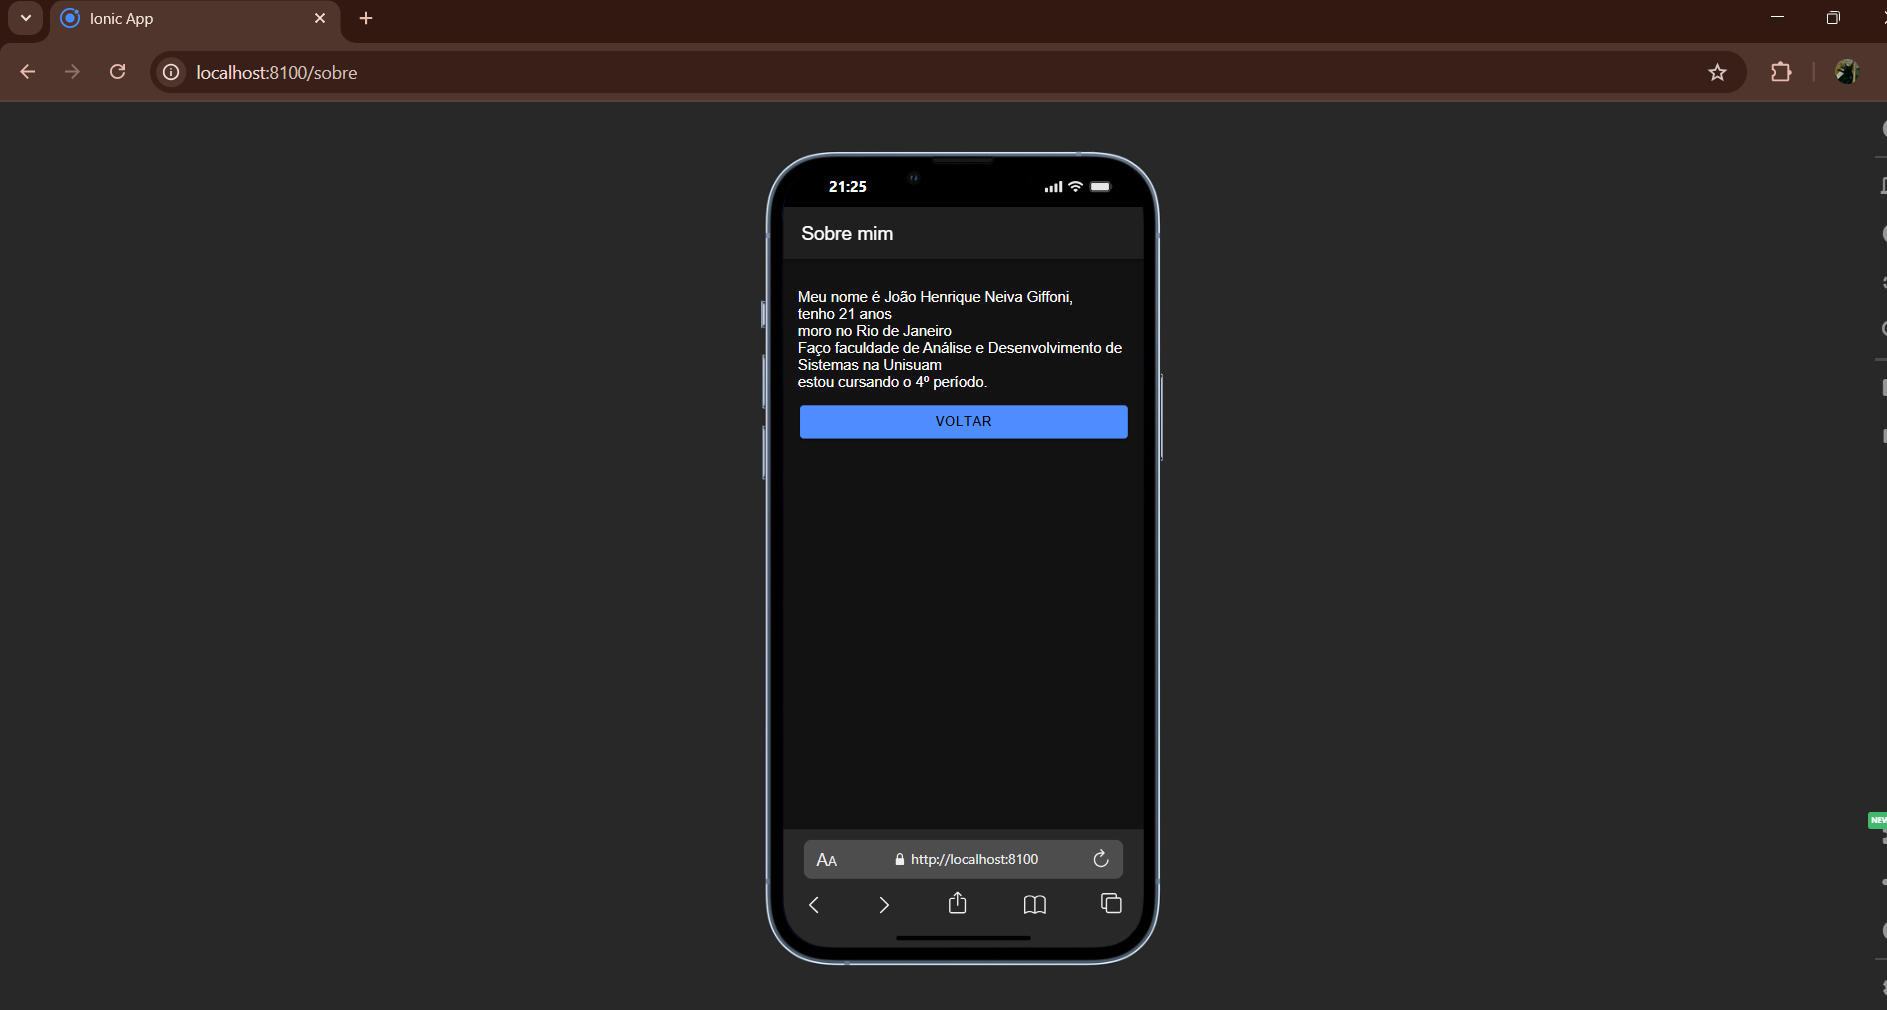 Ionic App
localhost:8100/sobre
21:25
Sobre mim
Meu nome é João Henrique Neiva Giffoni,
tenho 21 anos
moro no Rio de Janeiro
Faço faculdade de Análise e Desenvolvimento de
Sistemas na Unisuam
estou cursando o 4º período.
VOLTAR
NEW
AA
http://localhost:8100